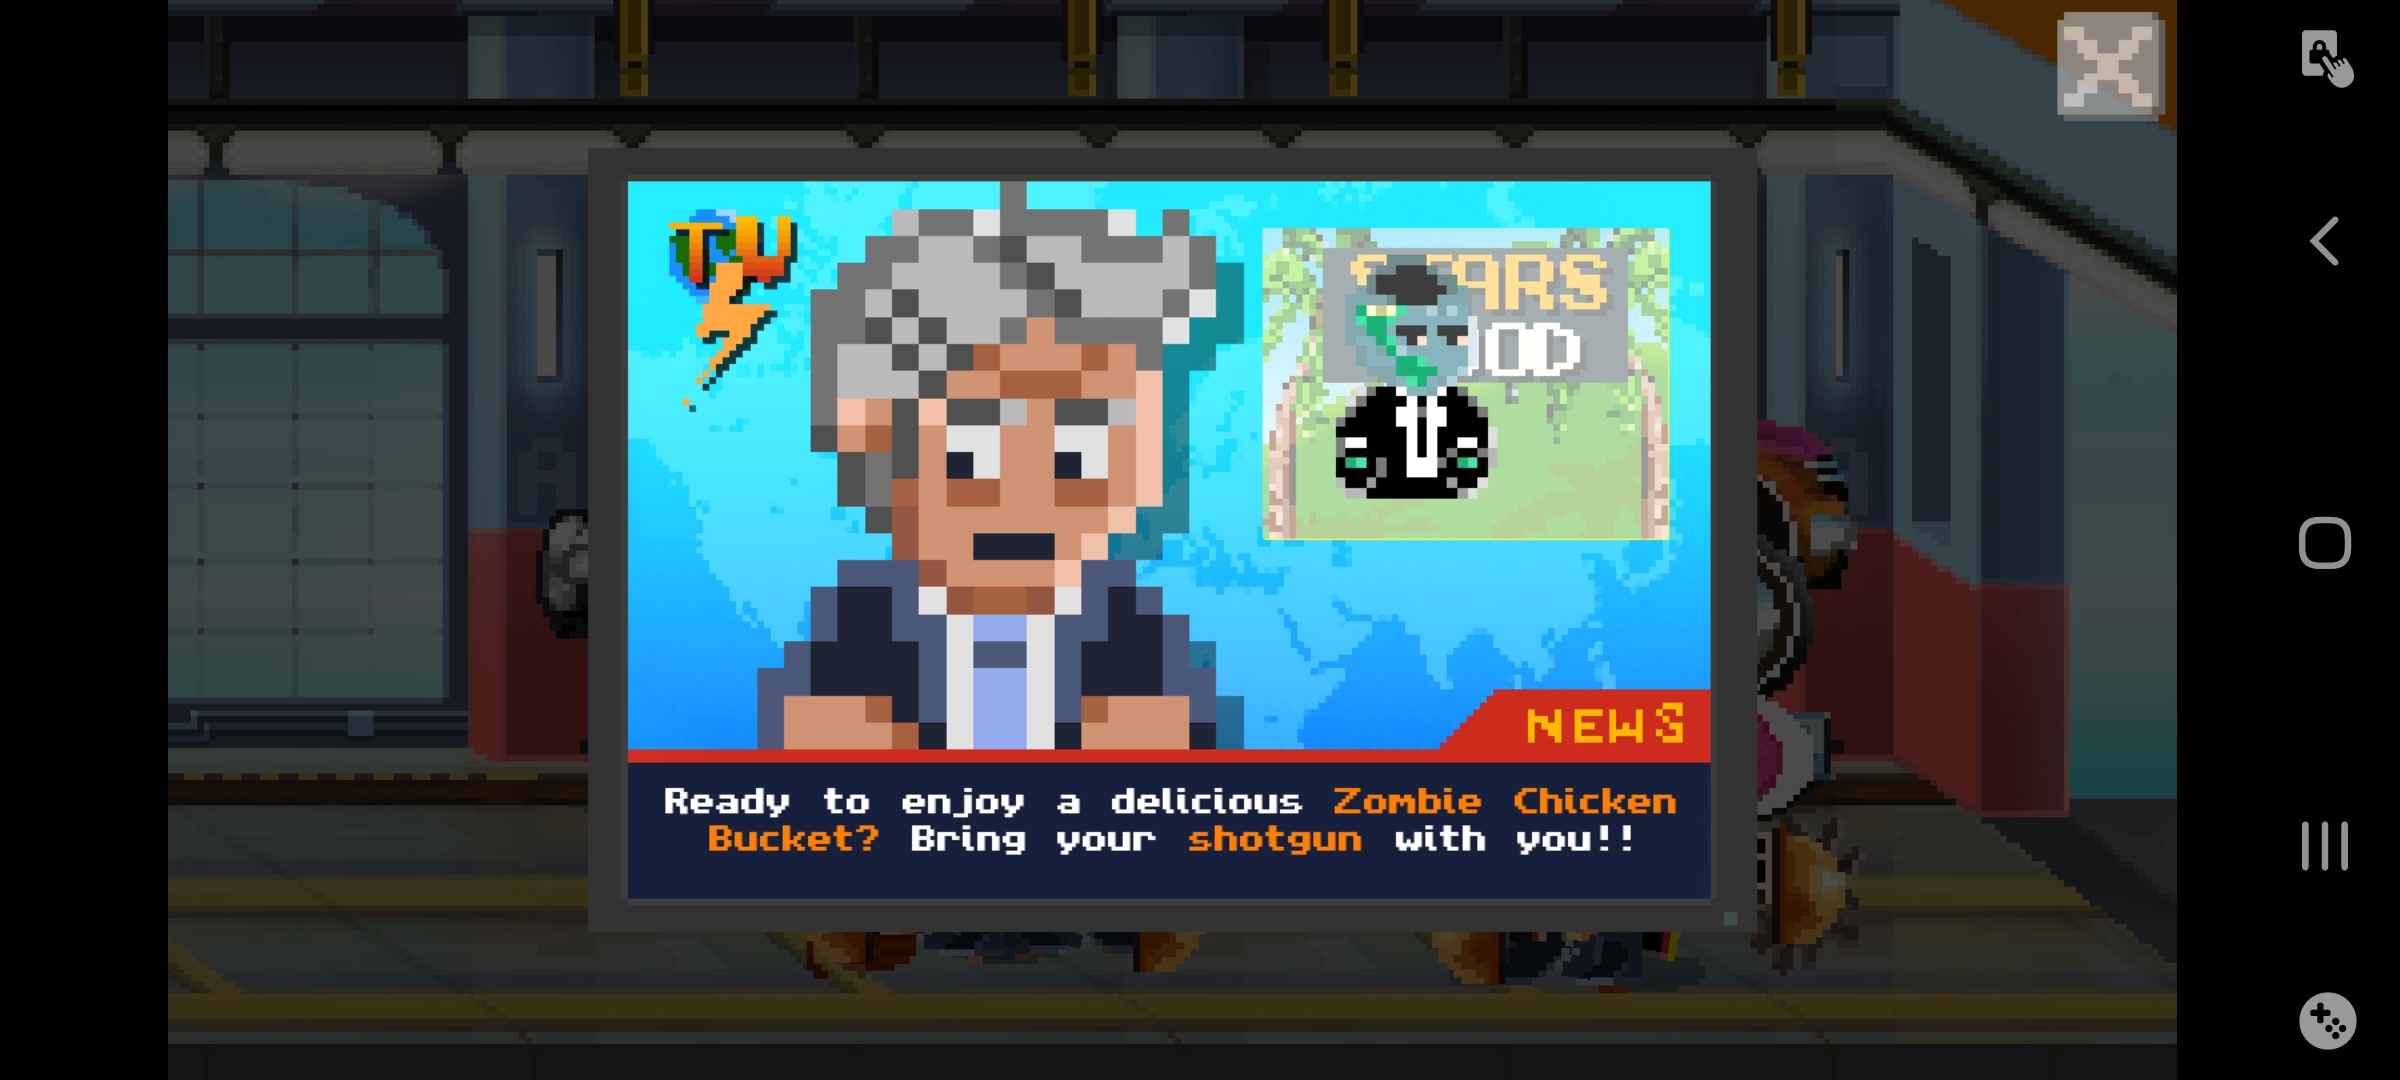 TV
NEWS
Ready to enjoy a delicious Zombie Chicken
Bucket? Bring your shotgun with you!!